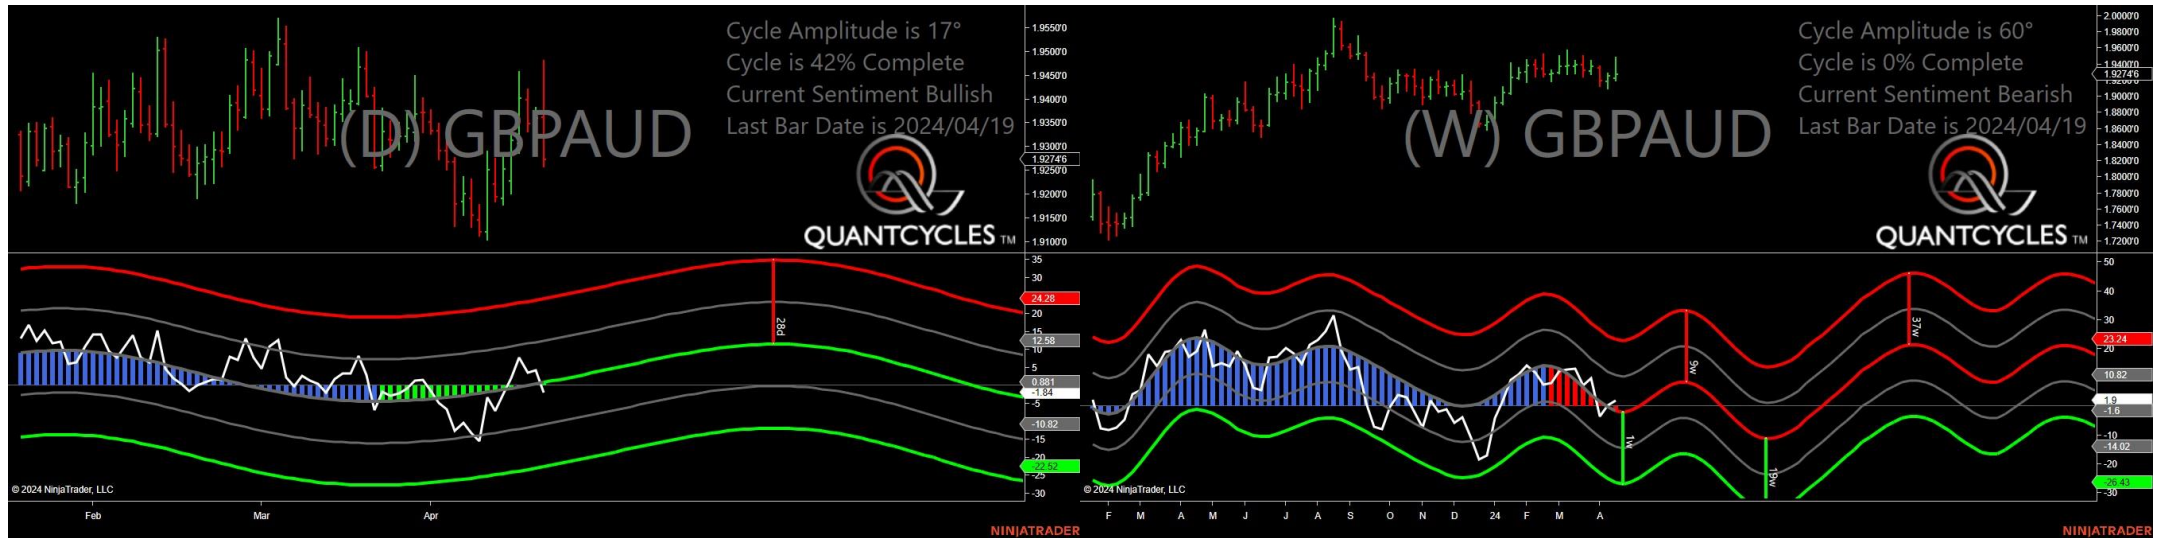 Cycle Amplitude is 17°
Cycle is 42% Complete
Current Sentiment Bullish
Last Bar Date is 2024/04/19
(D) GBPAUD
QUANTCYCLES TM
1.9550'0
1.9500'0
1.9450'0
1.9400'0
1.9350'0
1.9300'0
1.9274'6
1.9250'0
1.9200'0
1.9150'0
1.9100'0
28d
35
30
24.28
20
15
12.58
10
5
0.881
-1.84
-5
-10.82
-15
-20
-22.52
-25
-30
© 2024 NinjaTrader, LLC
Feb
Mar
Apr
NINJATRADER
Cycle Amplitude is 60°
Cycle is 0% Complete
Current Sentiment Bearish
Last Bar Date is 2024/04/19
(W) GBPAUD
QUANTCYCLES TM
2.0000'0
1.9800'0
1.9600'0
1.9400'0
1.9274'6
1.9000'0
1.8800'0
1.8600'0
1.8400'0
1.8200'0
1.8000'0
1.7800'0
1.7600'0
1.7400'0
1.7200'0
1w
9w
19w
37w
50
40
30
23.24
20
10.82
1.9
-1.6
-10
-14.02
-20
-26.43
-30
© 2024 NinjaTrader, LLC
F
M
A
M
J
J
A
S
O
N
D
24
F
M
A
NINJATRADER